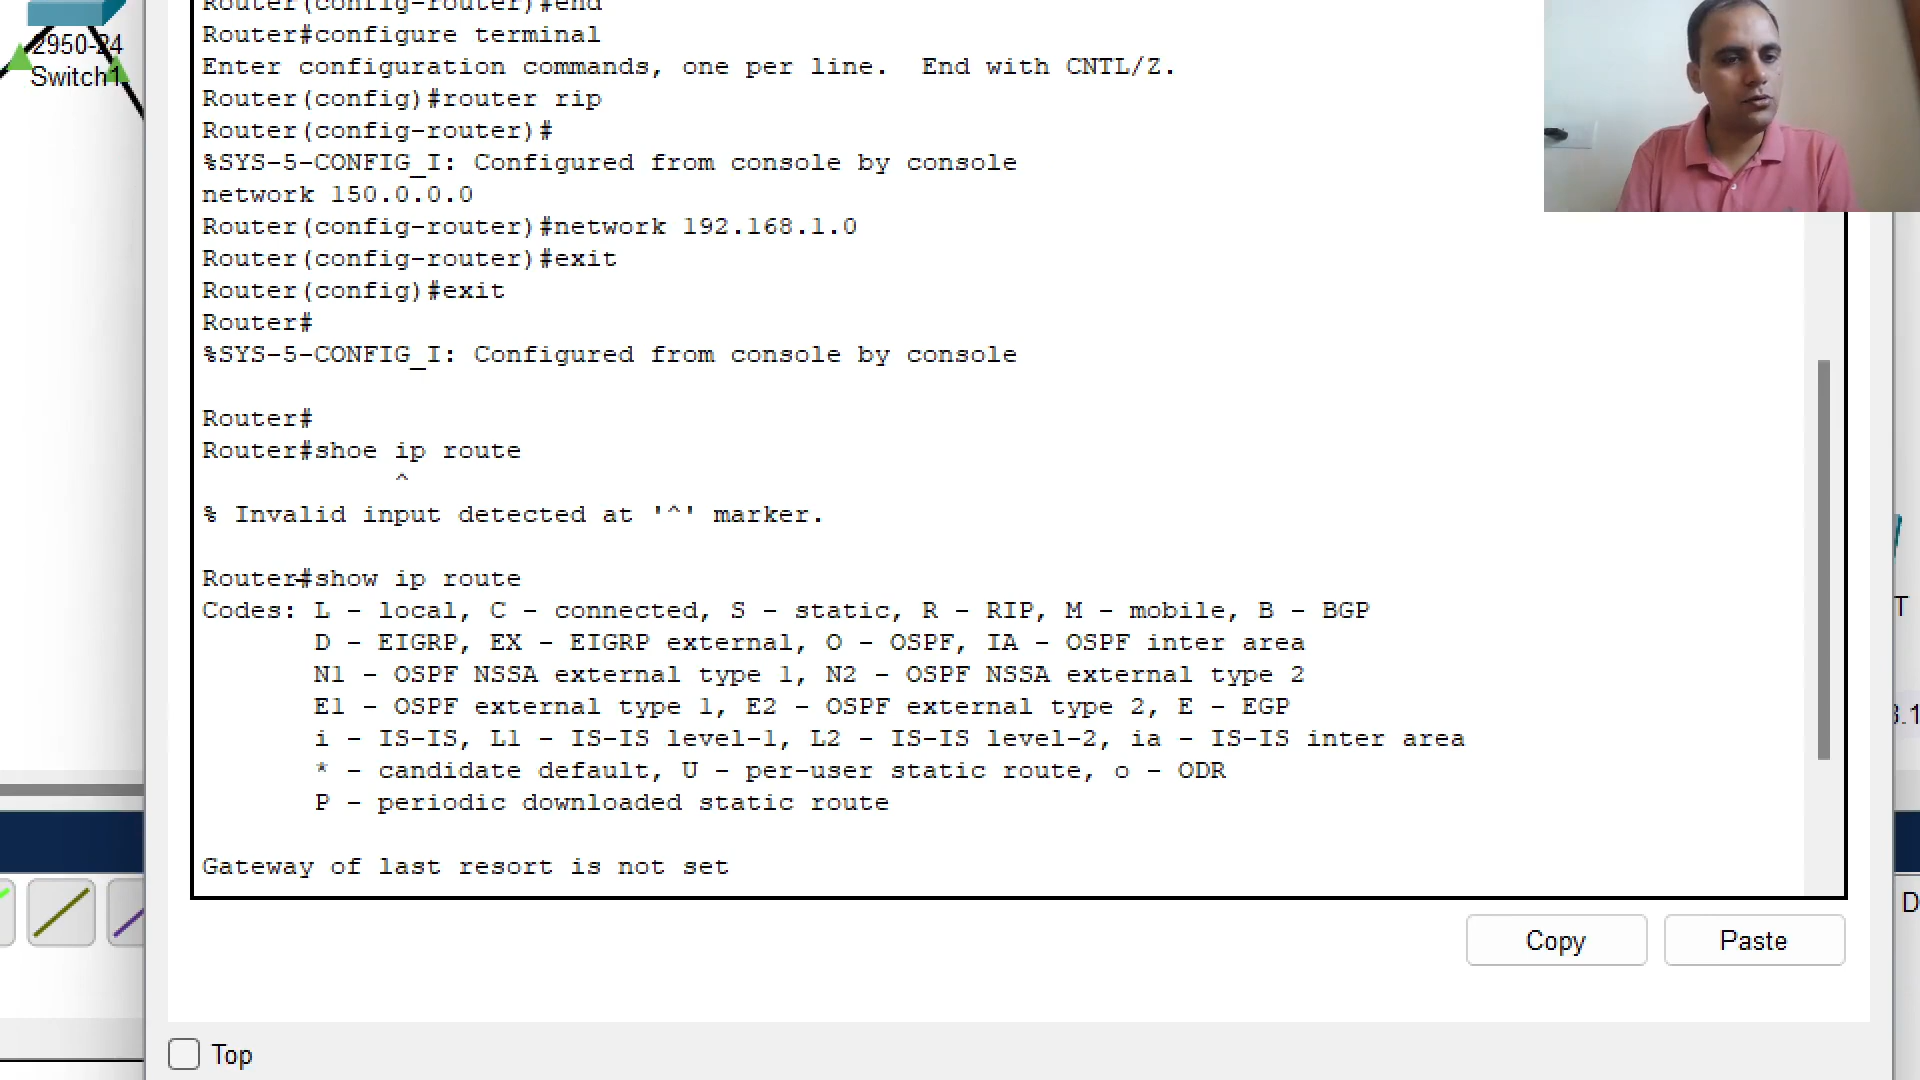 Router(config-router)#end
2950-24
Switch1
Router#configure terminal
Enter configuration commands, one per line.  End with CNTL/Z.
Router(config)#router rip
Router(config-router)#
%SYS-5-CONFIG_I: Configured from console by console
network 150.0.0.0
Router(config-router)#network 192.168.1.0
Router(config-router)#exit
Router(config)#exit
Router#
%SYS-5-CONFIG_I: Configured from console by console
Router#
Router#shoe ip route
^
% Invalid input detected at '^' marker.
Router#show ip route
Codes: L - local, C - connected, S - static, R - RIP, M - mobile, B - BGP
D - EIGRP, EX - EIGRP external, O - OSPF, IA - OSPF inter area
N1 - OSPF NSSA external type 1, N2 - OSPF NSSA external type 2
E1 - OSPF external type 1, E2 - OSPF external type 2, E - EGP
i - IS-IS, L1 - IS-IS level-1, L2 - IS-IS level-2, ia - IS-IS inter area
* - candidate default, U - per-user static route, o - ODR
P - periodic downloaded static route
Gateway of last resort is not set
Copy
Paste
Top